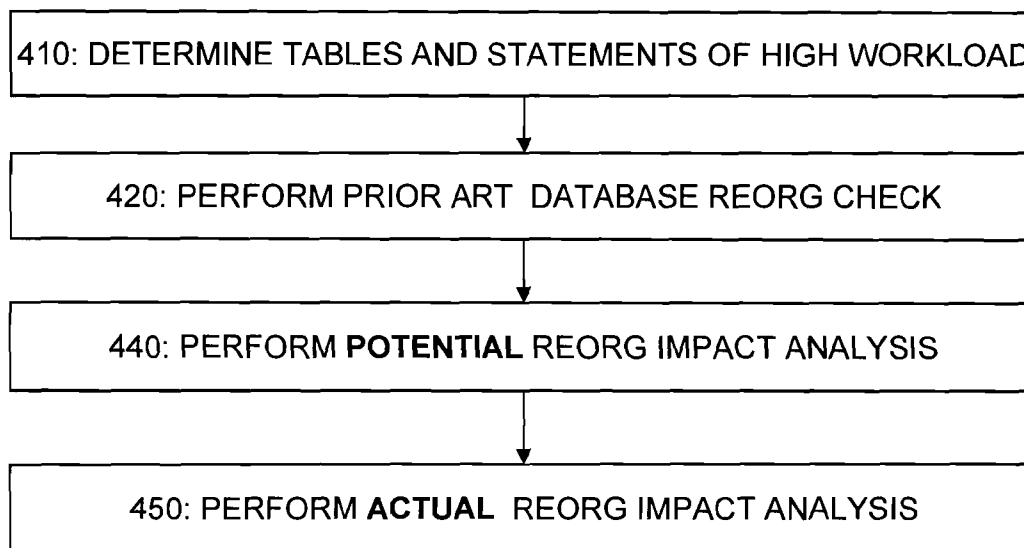 410: DETERMINE TABLES AND STATEMENTS OF HIGH WORKLOAD
420: PERFORM PRIOR ART DATABASE REORG CHECK
440: PERFORM POTENTIAL REORG IMPACT ANALYSIS
450: PERFORM ACTUAL REORG IMPACT ANALYSIS